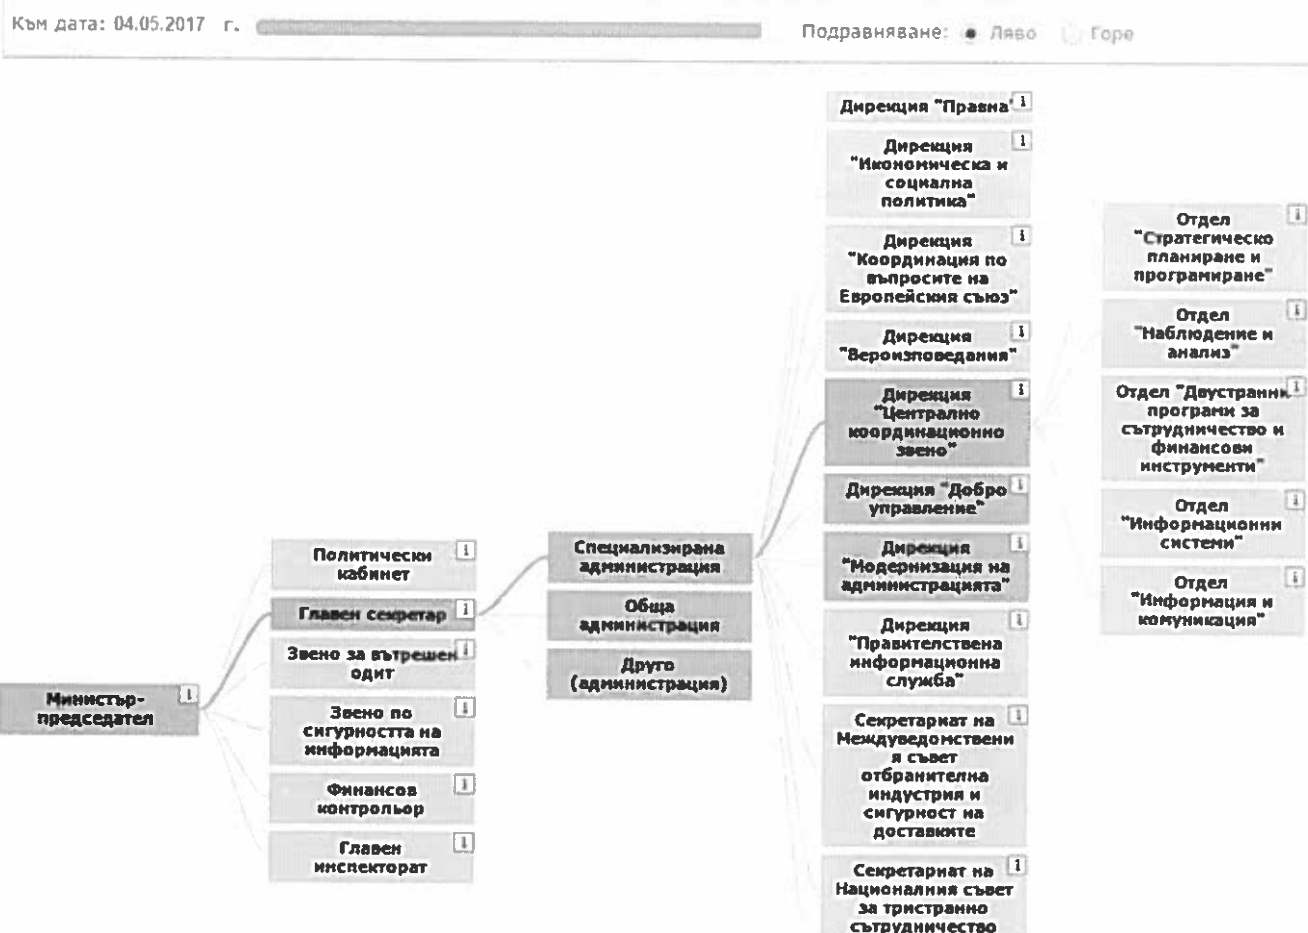 Към дата: 04.05.2017 г.
Подравняване: Ляво Горе
Министър-
председател
Политически
кабинет
Главен секретар
Звено за вътрешен
одит
Звено по
сигурността на
информацията
Финансов
контрольор
Главен
инспекторат
Специализирана
администрация
Обща
администрация
Друго
(администрация)
Дирекция "Правна"
Дирекция
"Икономическа и
социална
политика"
Дирекция
"Координация по
въпросите на
Европейския съюз"
Дирекция
"Вероизповедания"
Дирекция
"Централно
координационно
звено"
Дирекция "Добро
управление"
Дирекция
"Модернизация на
администрацията"
Дирекция
"Правителствена
информационна
служба"
Секретариат на
Междуведомствени
я съвет
отбранителна
индустрия и
сигурност на
доставките
Секретариат на
Националния съвет
за тристранно
сътрудничество
Отдел
"Стратегическо
планиране и
програмиране"
Отдел
"Наблюдение и
анализ"
Отдел "Двустранни
програми за
сътрудничество и
финансови
инструменти"
Отдел
"Информационни
системи"
Отдел
"Информация и
комуникация"